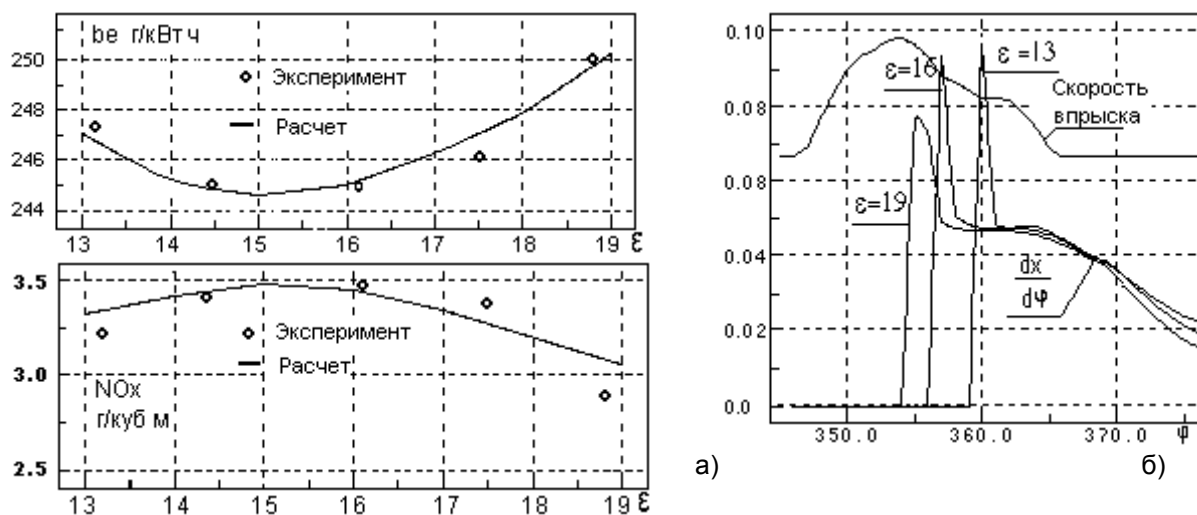 be г/кВт ч
250
248
246
244
Эксперимент
Расчет
13 14 15 16 17 18 19 ε
3.5
3.0
2.5
Эксперимент
Расчет
NOx
г/куб м
13 14 15 16 17 18 19 ε
а)
0.10
0.08
0.06
0.04
0.02
0.0
ε=16
ε=13
Скорость
впрыска
ε=19
dx
dφ
350.0 360.0 370.0 φ
б)